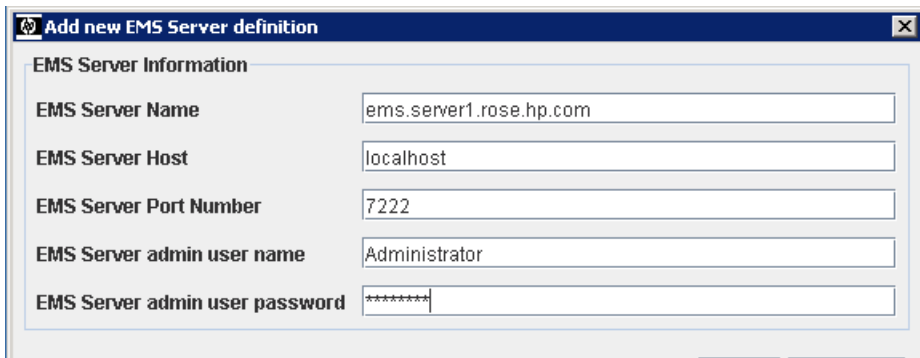 Add new EMS Server definition
EMS Server Information
EMS Server Name ems.server1.rose.hp.com
EMS Server Host localhost
EMS Server Port Number 7222
EMS Server admin user name Administrator
EMS Server admin user password ********